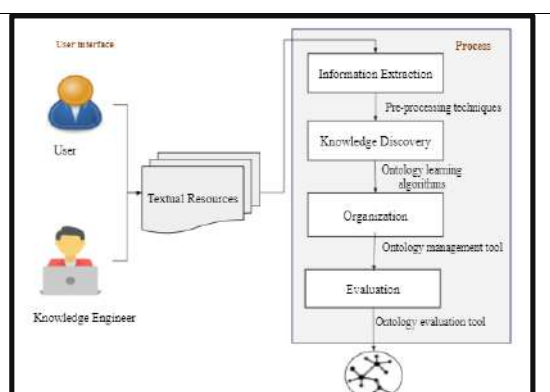 User interface
Process
Information Extraction
Pre-processing techniques
User
Knowledge Discovery
Ontology learning
algorithms
Textual Resources
Organization
Ontology management tool
Evaluation
Knowledge Engineer
Ontology evaluation tool